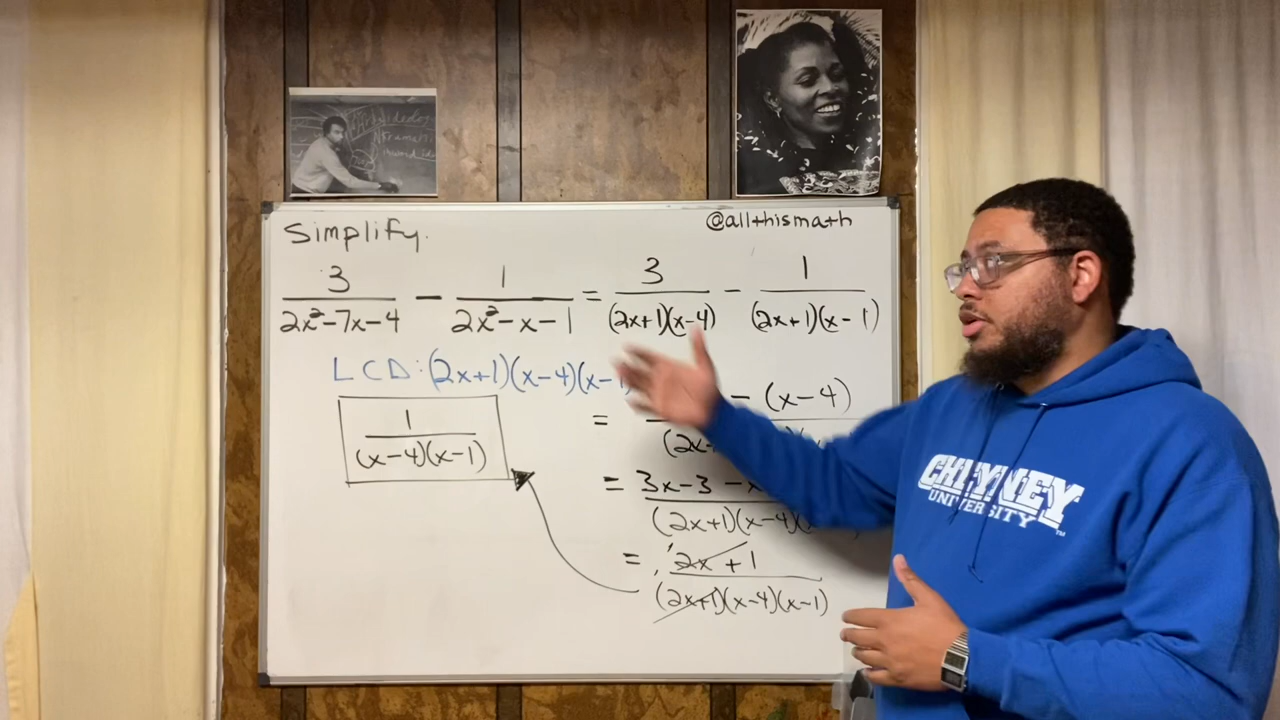 @allthismath
Simplify.
3/(2x²-7x-4) - 1/(2x²-x-1) = 3/((2x+1)(x-4)) - 1/((2x+1)(x-1))
LCD:(2x+1)(x-4)(x-1)
= - (x-4)
1/((x-4)(x-1))
= 3x-3-x
(2x+1)(x-4)(x
= 2x+1/((2x+1)(x-4)(x-1))
CHEYNEY
UNIVERSITY
TM